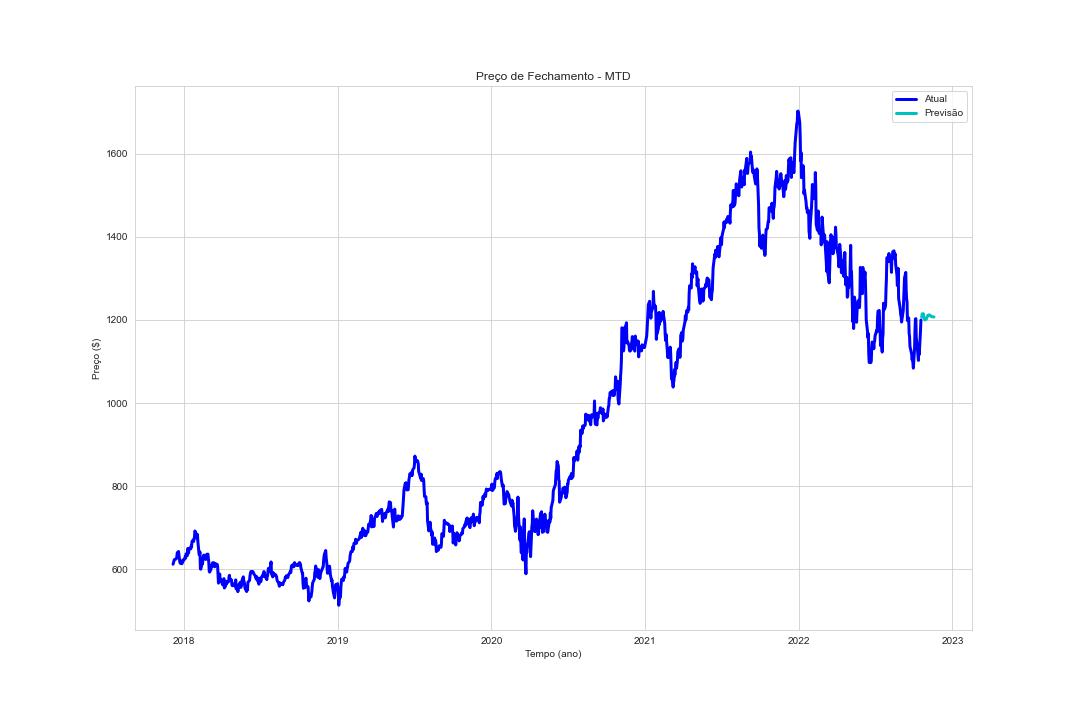 Preço de Fechamento - MTD
Atual
Previsão
1600
1400
1200
1000
800
600
Preço ($)
2018 2019 2020 2021 2022 2023
Tempo (ano)